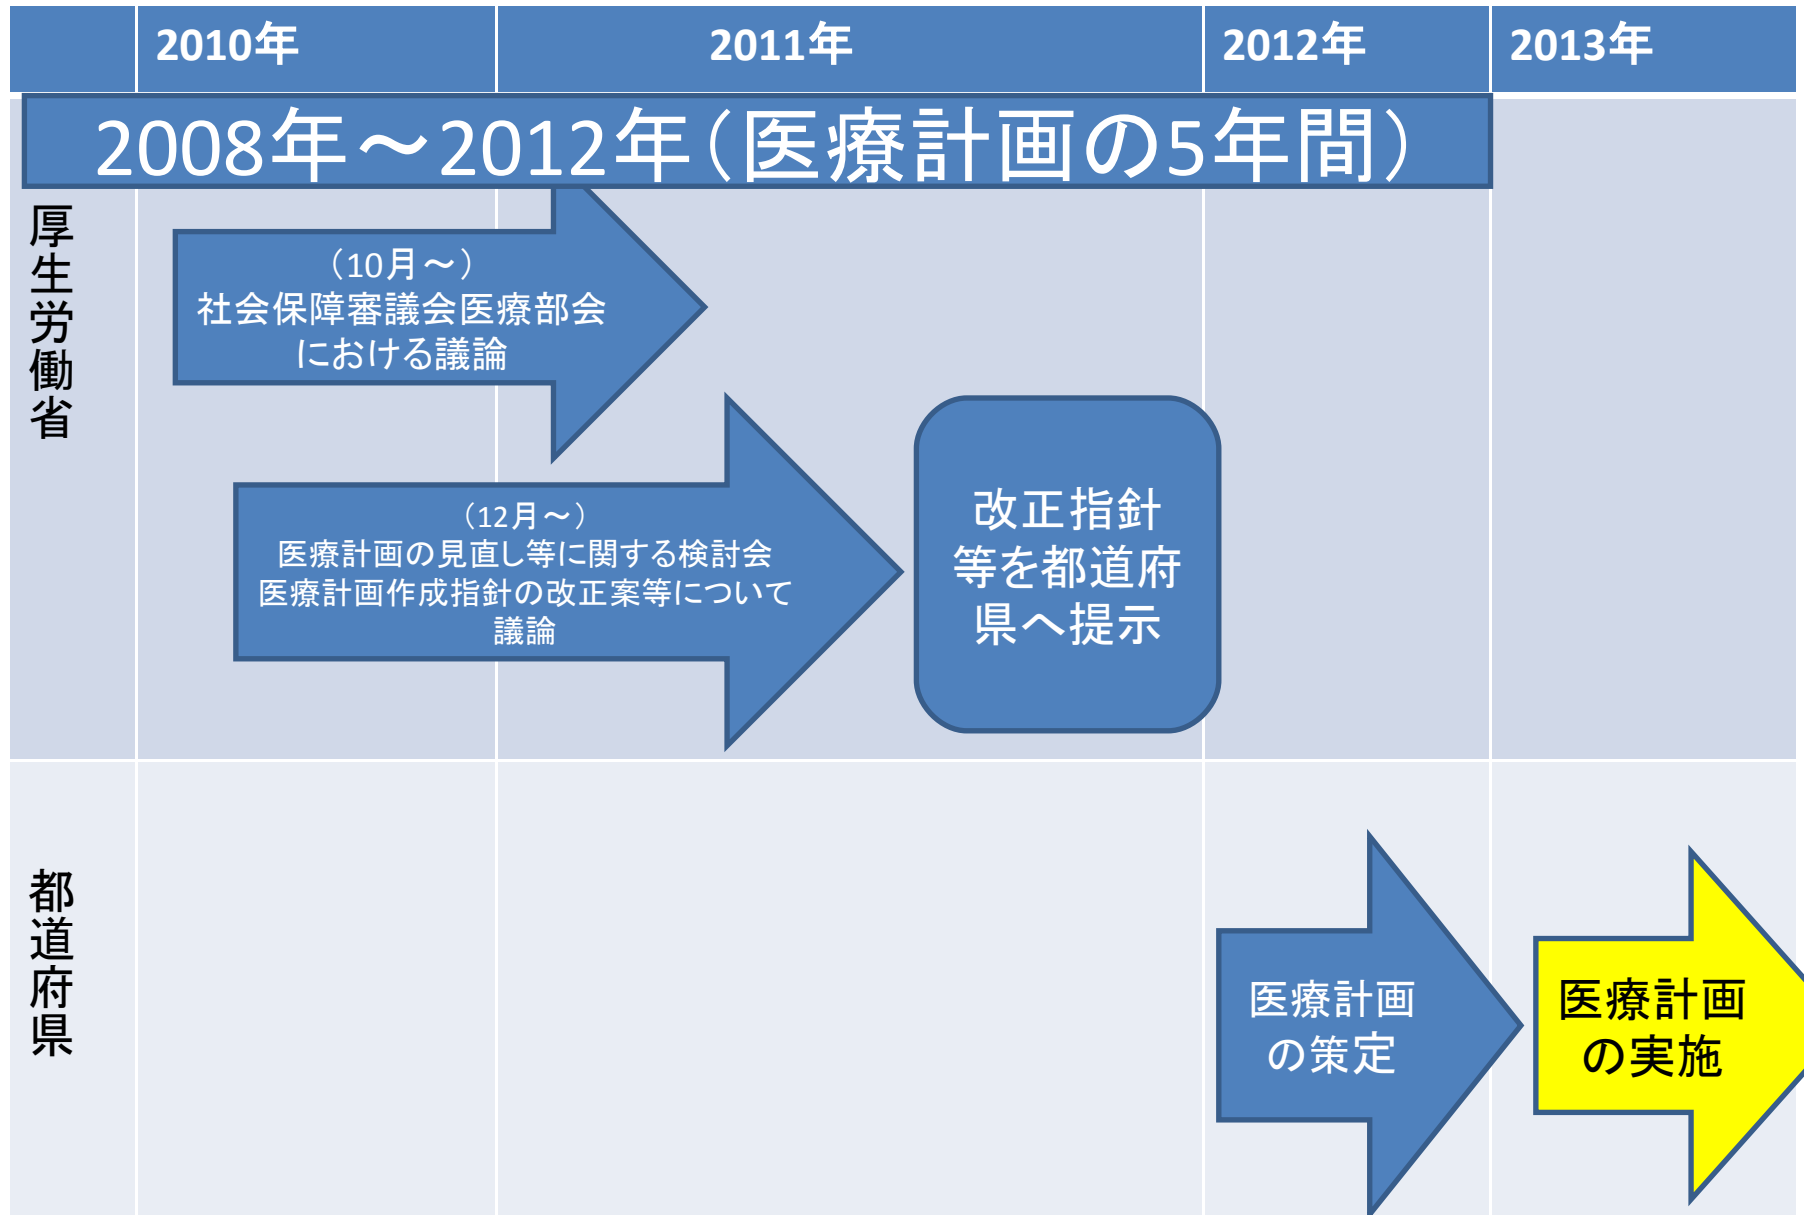 2010年
2011年
2012年
2013年
2008年～2012年（医療計画の5年間）
厚生労働省
（10月～）
社会保障審議会医療部会
における議論
（12月～）
医療計画の見直し等に関する検討会
医療計画作成指針の改正案等について
議論
改正指針
等を都道府
県へ提示
都道府県
医療計画
の策定
医療計画
の実施